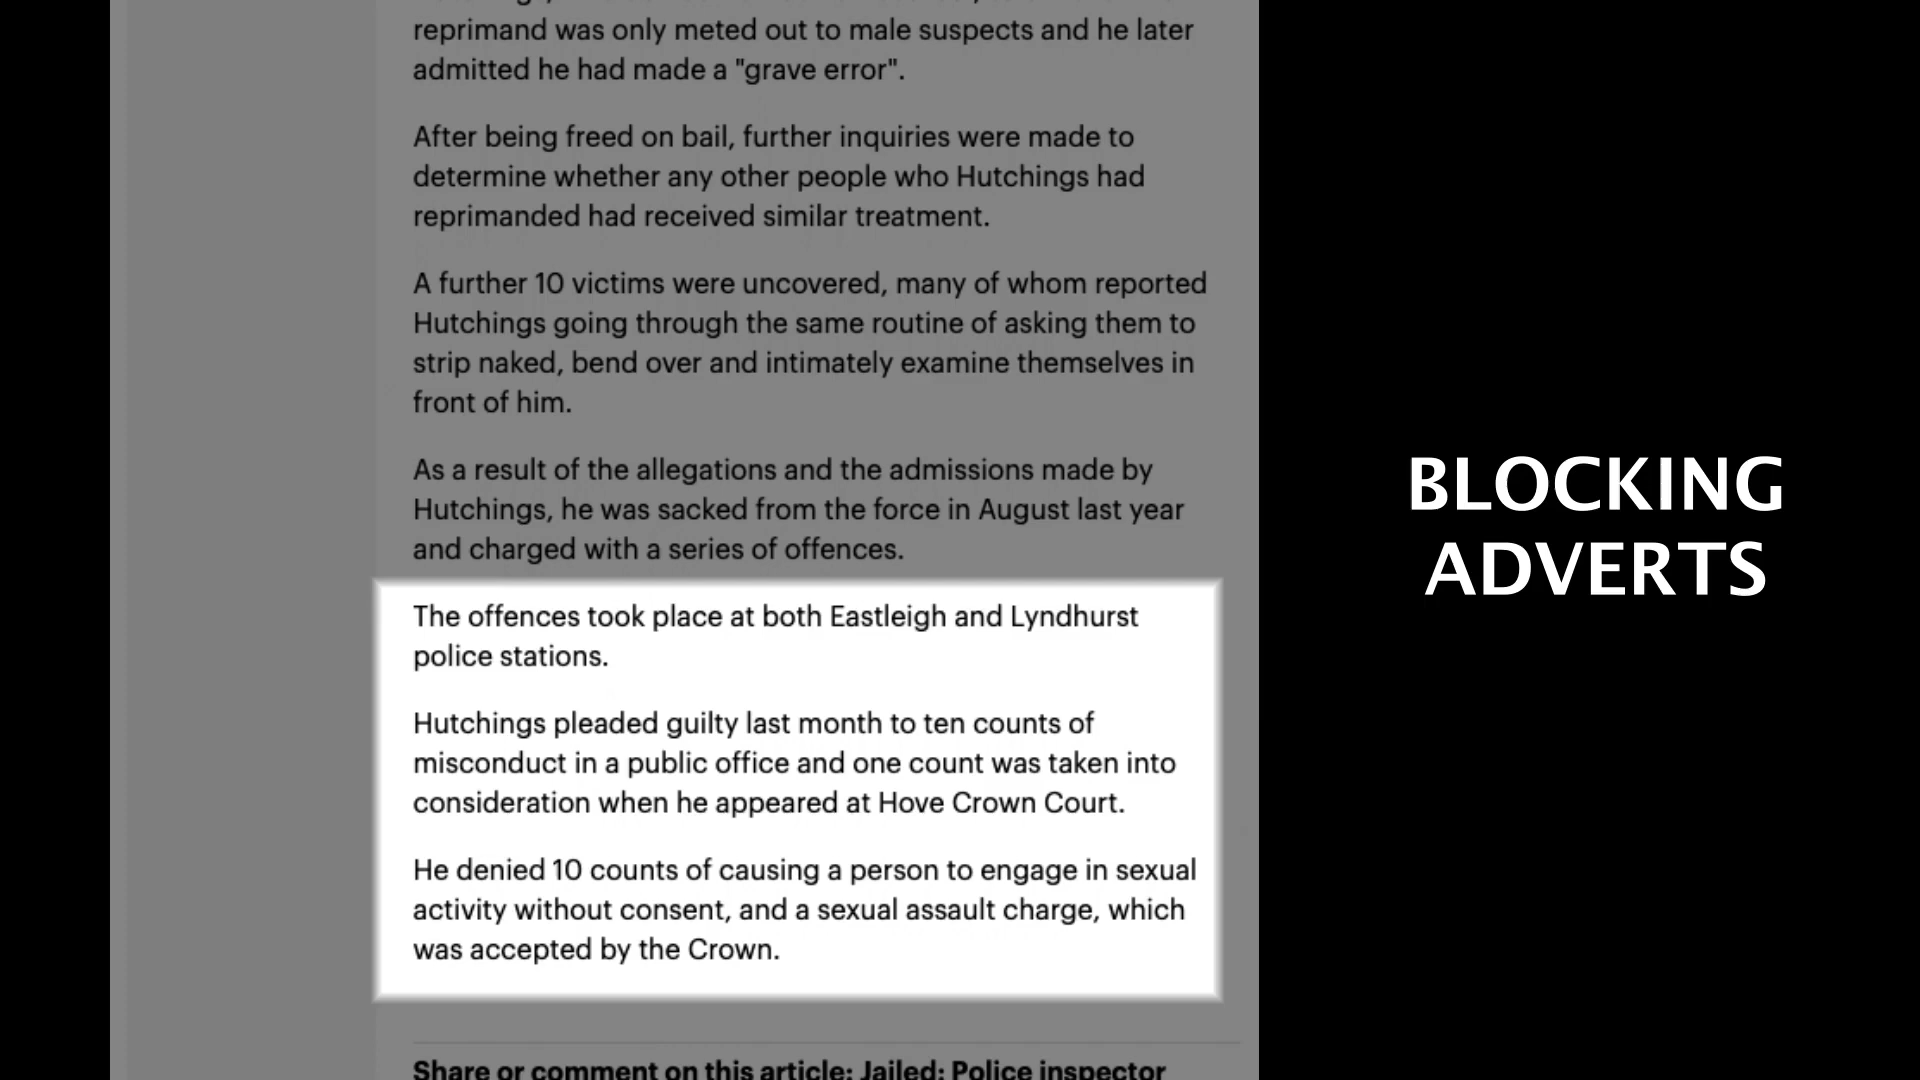 reprimand was only meted out to male suspects and he later
admitted he had made a "grave error".
After being freed on bail, further inquiries were made to
determine whether any other people who Hutchings had
reprimanded had received similar treatment.
A further 10 victims were uncovered, many of whom reported
Hutchings going through the same routine of asking them to
strip naked, bend over and intimately examine themselves in
front of him.
As a result of the allegations and the admissions made by
Hutchings, he was sacked from the force in August last year
and charged with a series of offences.
The offences took place at both Eastleigh and Lyndhurst
police stations.
Hutchings pleaded guilty last month to ten counts of
misconduct in a public office and one count was taken into
consideration when he appeared at Hove Crown Court.
He denied 10 counts of causing a person to engage in sexual
activity without consent, and a sexual assault charge, which
was accepted by the Crown.
Share or comment on this article: Jailed: Police inspector
BLOCKING
ADVERTS